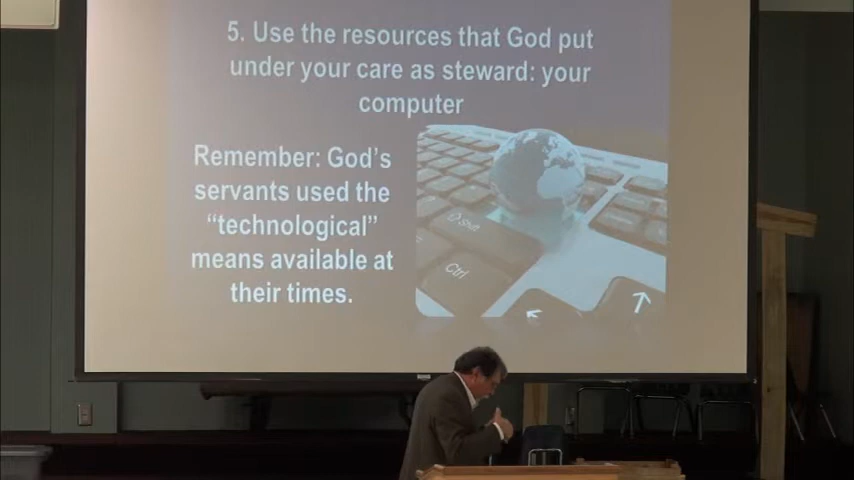 5. Use the resources that God put
under your care as steward: your
computer
Remember: God's
servants used the
“technological”
means available at
their times.
Shift
Ctrl